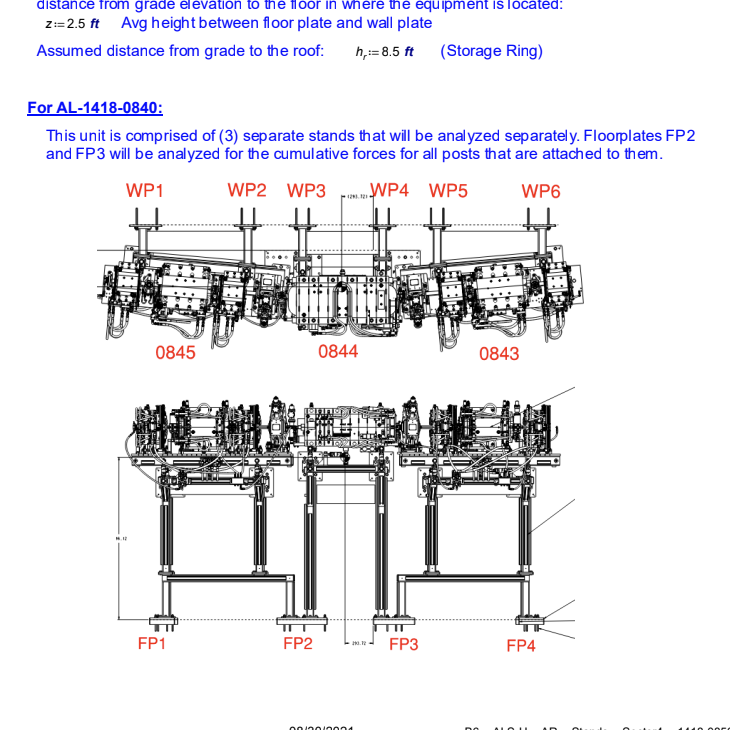 distance from grade elevation to the floor in where the equipment is located:
z:=2.5 ft Avg height between floor plate and wall plate
Assumed distance from grade to the roof: hr:=8.5 ft (Storage Ring)
For AL-1418-0840:
This unit is comprised of (3) separate stands that will be analyzed separately. Floorplates FP2
and FP3 will be analyzed for the cumulative forces for all posts that are attached to them.
WP1 WP2 WP3 WP4 WP5 WP6
0845 0844 0843
FP1 FP2 FP3 FP4